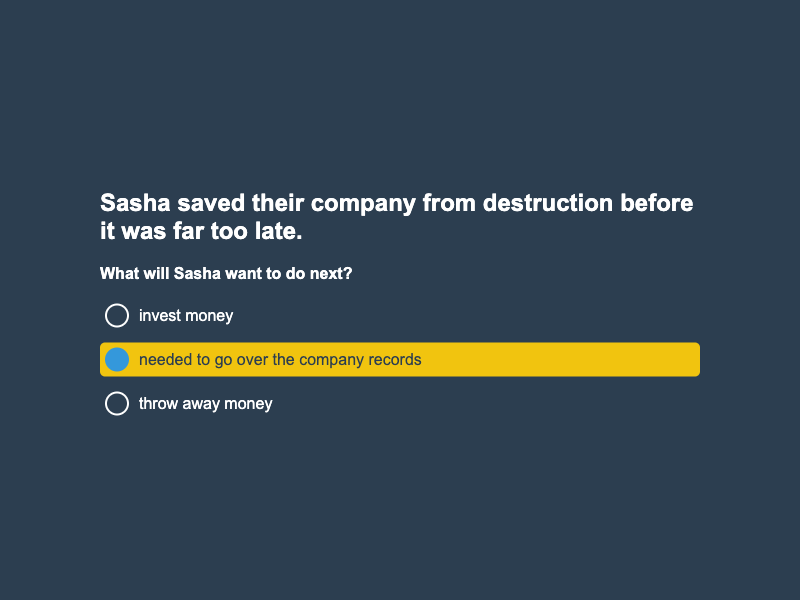 Sasha saved their company from destruction before
it was far too late.
What will Sasha want to do next?
invest money
needed to go over the company records
throw away money